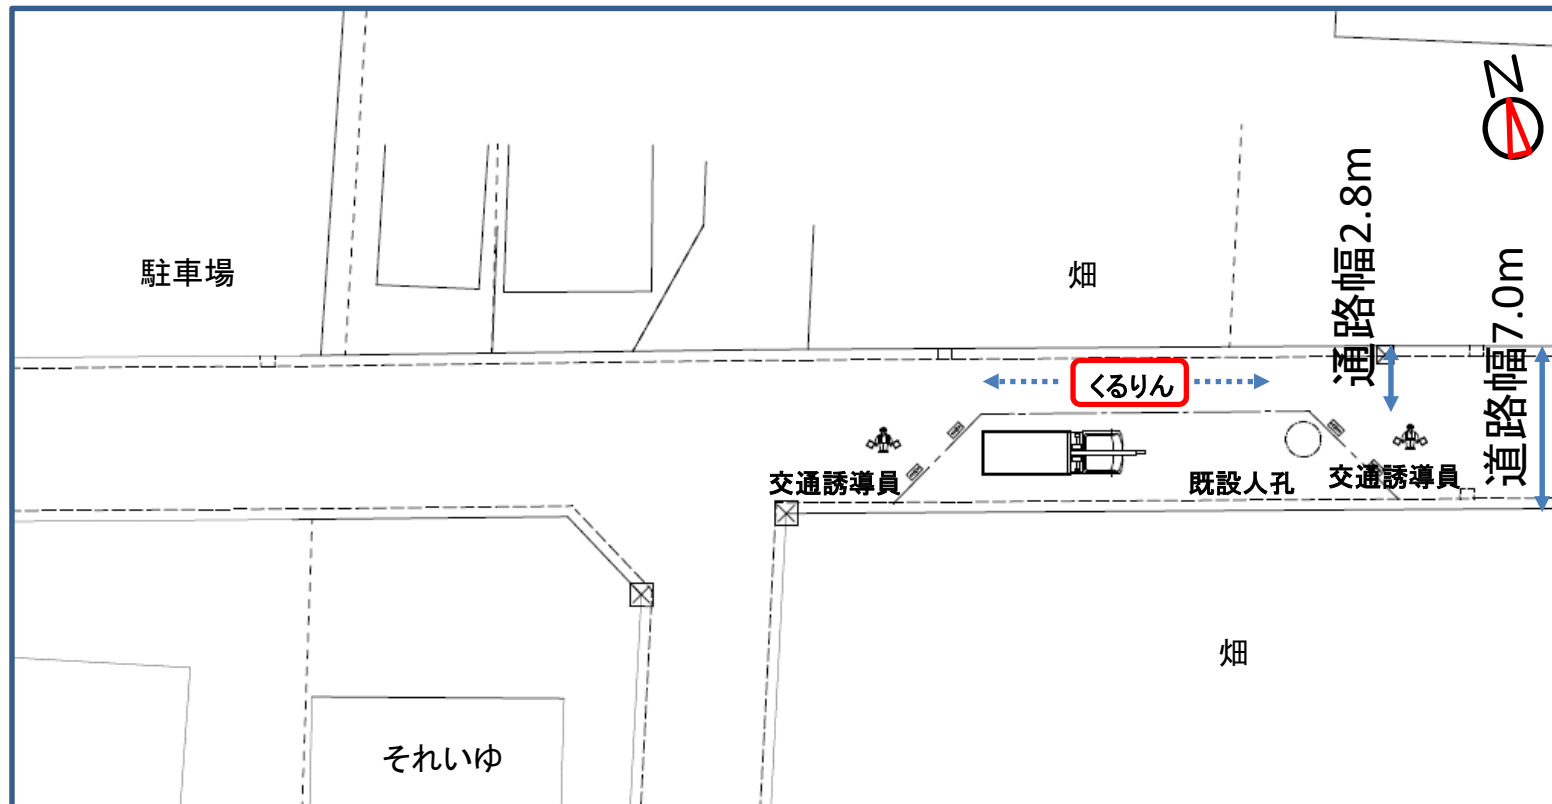 N
駐車場
畑
通路幅2.8m
道路幅7.0m
くるりん
交通誘導員
既設人孔
交通誘導員
畑
それいゆ